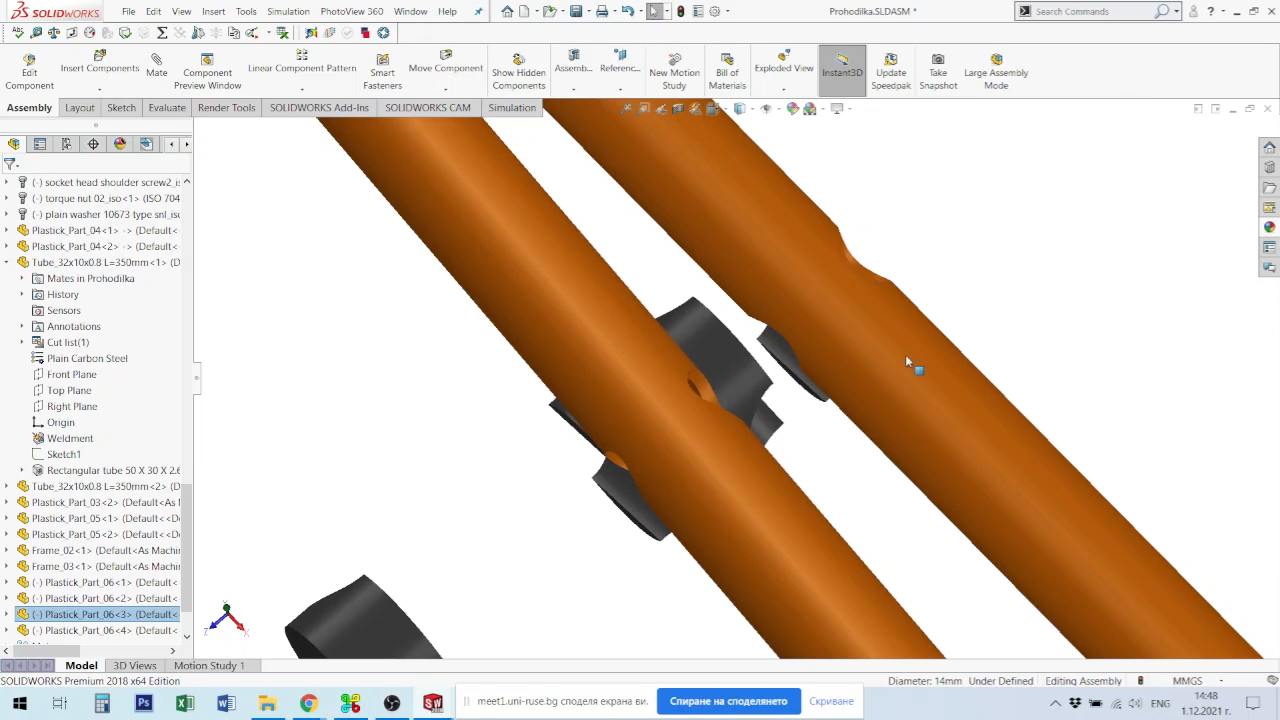 SOLIDWORKS
File
Edit
View
Insert
Tools
Simulation
PhotoView 360
Window
Help
Prohodilka.SLDASM *
Search Commands
Edit
Component
Insert Components
Mate
Component
Preview Window
Linear Component Pattern
Smart
Fasteners
Move Component
Show Hidden
Components
Assemb...
Referenc...
New Motion
Study
Bill of
Materials
Exploded View
Instant3D
Update
Speedpak
Take
Snapshot
Large Assembly
Mode
Assembly
Layout
Sketch
Evaluate
Render Tools
SOLIDWORKS Add-Ins
SOLIDWORKS CAM
Simulation
(-) socket head shoulder screw2_is
(-) torque nut 02_iso<1> (ISO 704
(-) plain washer 10673 type snl_iso
Plastick_Part_04<1> -> (Default<
Plastick_Part_04<2> -> (Default<
Tube_32x10x0.8 L=350mm<1> (D
Mates in Prohodilka
History
Sensors
Annotations
Cut list(1)
Plain Carbon Steel
Front Plane
Top Plane
Right Plane
Origin
Weldment
Sketch1
Rectangular tube 50 X 30 X 2.6
Tube_32x10x0.8 L=350mm<2> (D
Plastick_Part_03<2> (Default<As M
Plastick_Part_05<1> (Default<<De
Plastick_Part_05<2> (Default<<De
Frame_02<1> (Default<As Machin
Frame_03<1> (Default<As Machin
(-) Plastick_Part_06<1> (Default<
(-) Plastick_Part_06<2> (Default<
(-) Plastick_Part_06<3> (Default<
(-) Plastick_Part_06<4> (Default<
Model
3D Views
Motion Study 1
SOLIDWORKS Premium 2018 x64 Edition
Diameter: 14mm
Under Defined
Editing Assembly
MMGS
meet1.uni-ruse.bg споделя екрана ви.
Спиране на споделянето
Скриване
ENG
14:48
1.12.2021 г.